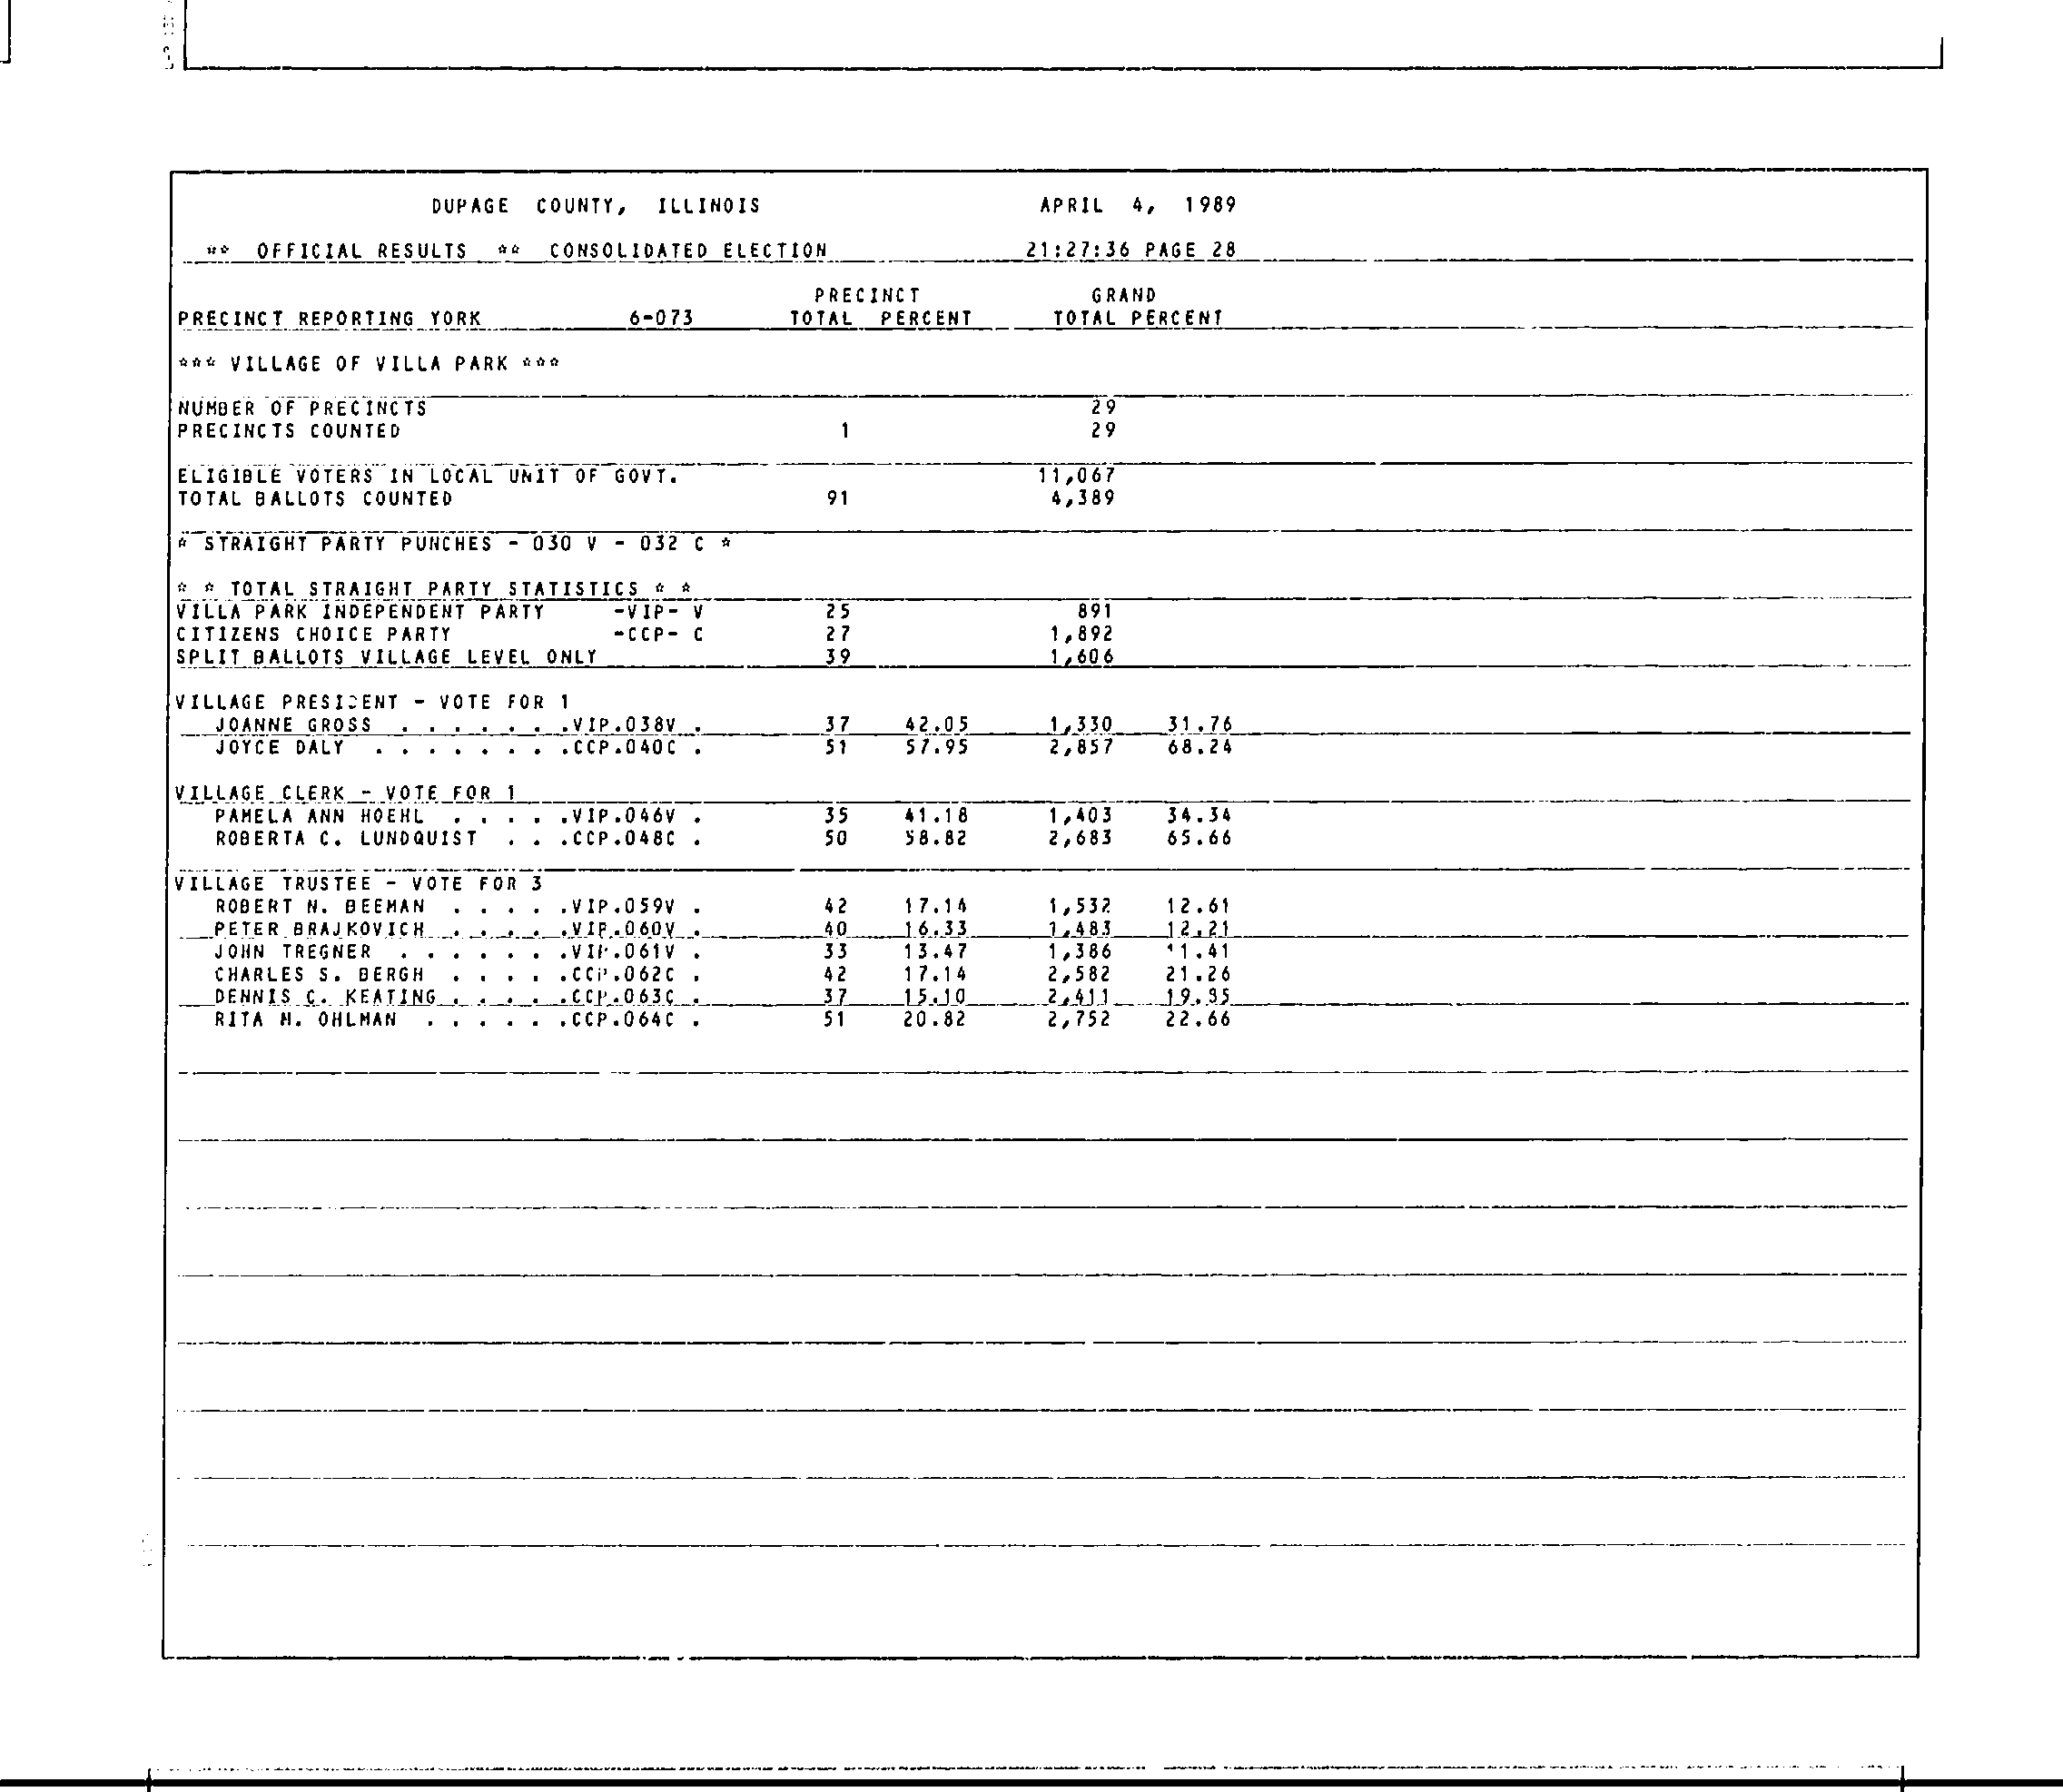 DUPAGE COUNTY, ILLINOIS APRIL 4, 1989
** OFFICIAL RESULTS ** CONSOLIDATED ELECTION 21:27:36 PAGE 28
PRECINCT GRAND
PRECINCT REPORTING YORK 6-073 TOTAL PERCENT TOTAL PERCENT
*** VILLAGE OF VILLA PARK ***
NUMBER OF PRECINCTS 29
PRECINCTS COUNTED 1 29
ELIGIBLE VOTERS IN LOCAL UNIT OF GOVT. 11,067
TOTAL BALLOTS COUNTED 91 4,389
* STRAIGHT PARTY PUNCHES - 030 V - 032 C *
* * TOTAL STRAIGHT PARTY STATISTICS * *
VILLA PARK INDEPENDENT PARTY -VIP- V 25 891
CITIZENS CHOICE PARTY -CCP- C 27 1,892
SPLIT BALLOTS VILLAGE LEVEL ONLY 39 1,606
VILLAGE PRESIDENT - VOTE FOR 1
JOANNE GROSS . . . . . . .VIP.038V . 37 42.05 1,330 31.76
JOYCE DALY . . . . . . . .CCP.040C . 51 57.95 2,857 68.24
VILLAGE CLERK - VOTE FOR 1
PAMELA ANN HOEHL . . . . .VIP.046V . 35 41.18 1,403 34.34
ROBERTA C. LUNDQUIST . . .CCP.048C . 50 58.82 2,683 65.66
VILLAGE TRUSTEE - VOTE FOR 3
ROBERT N. BEEMAN . . . . .VIP.059V . 42 17.14 1,532 12.61
PETER BRAJKOVICH . . . . .VIP.060V . 40 16.33 1,483 12.21
JOHN TREGNER . . . . . . .VIP.061V . 33 13.47 1,386 11.41
CHARLES S. BERGH . . . . .CCP.062C . 42 17.14 2,582 21.26
DENNIS C. KEATING . . . . .CCP.063C . 37 15.10 2,411 19.85
RITA M. OHLMAN . . . . . .CCP.064C . 51 20.82 2,752 22.66